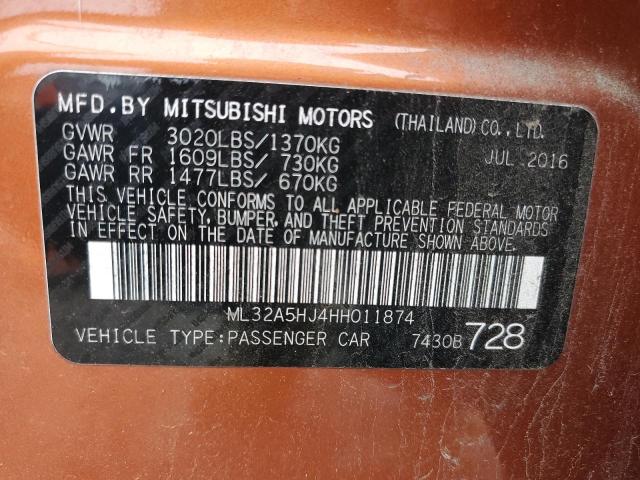 MFD.BY MITSUBISHI MOTORS (THAILAND) CO., LTD.
GVWR 3020LBS/1370KG JUL 2016
GAWR FR 1609LBS/ 730KG
GAWR RR 1477LBS/ 670KG
THIS VEHICLE CONFORMS TO ALL APPLICABLE FEDERAL MOTOR
VEHICLE SAFETY, BUMPER, AND THEFT PREVENTION STANDARDS
IN EFFECT ON THE DATE OF MANUFACTURE SHOWN ABOVE.
ML32A5HJ4HH011874
VEHICLE TYPE:PASSENGER CAR 7430B 728